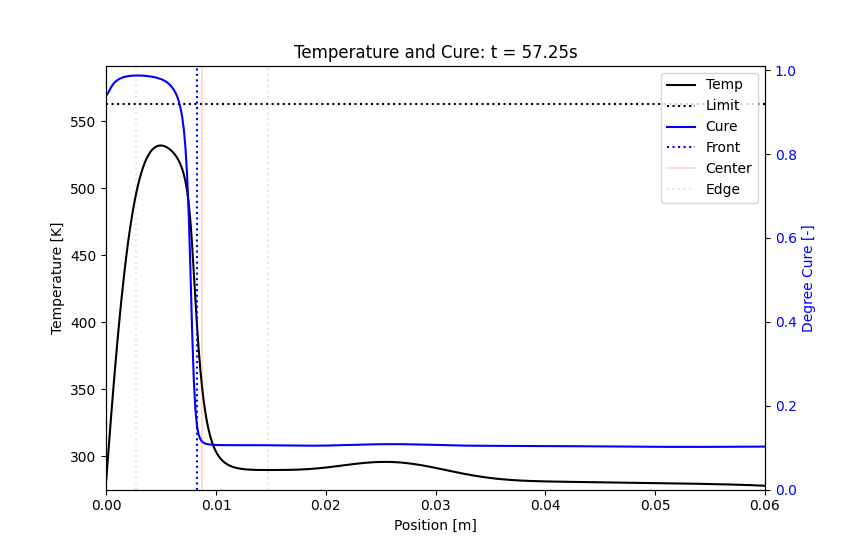 Temperature and Cure: t = 57.25s
Temperature [K]
550
500
450
400
350
300
Temp
Limit
Cure
Front
Center
Edge
1.0
0.8
0.6
0.4
0.2
0.0
Degree Cure [-]
0.00
0.01
0.02
0.03
0.04
0.05
0.06
Position [m]